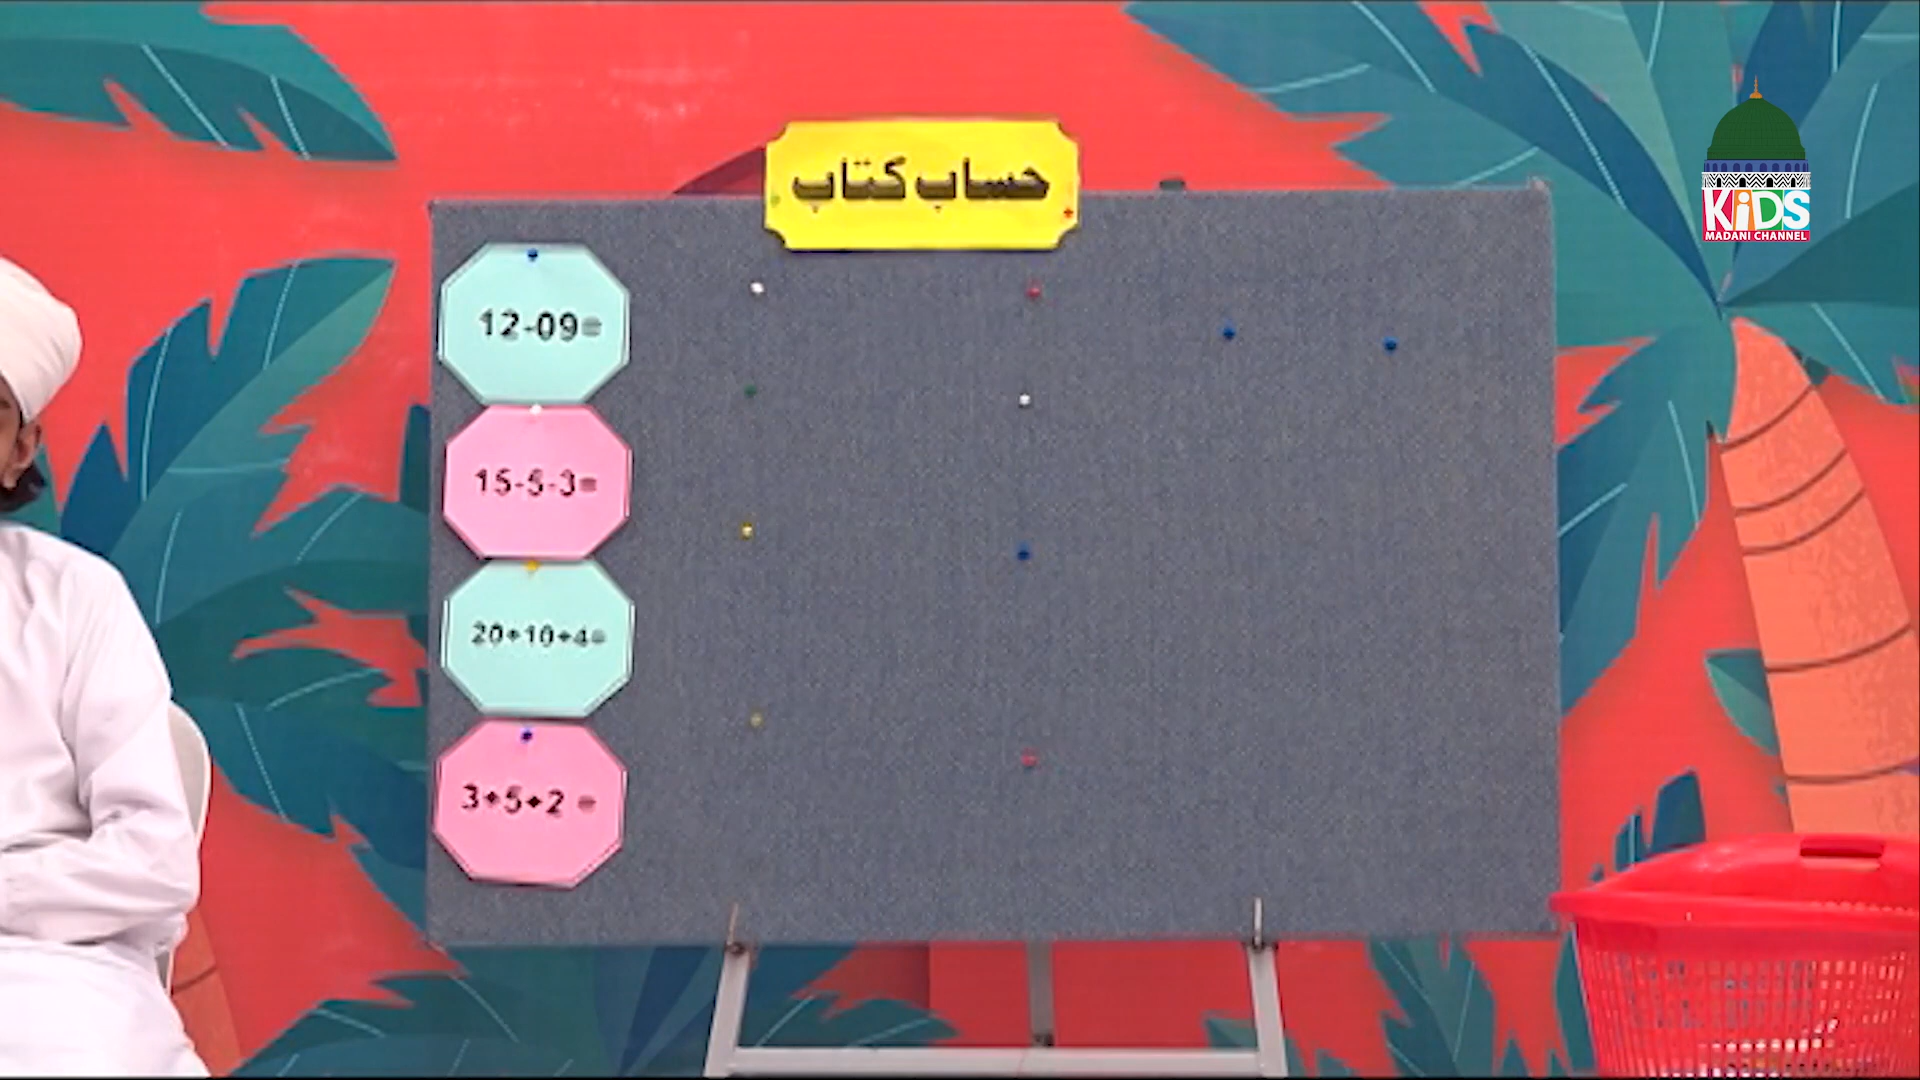 حساب کتاب
KiDS
MADANI CHANNEL
12-09=
15-5-3=
20+10+4=
3+5+2 =